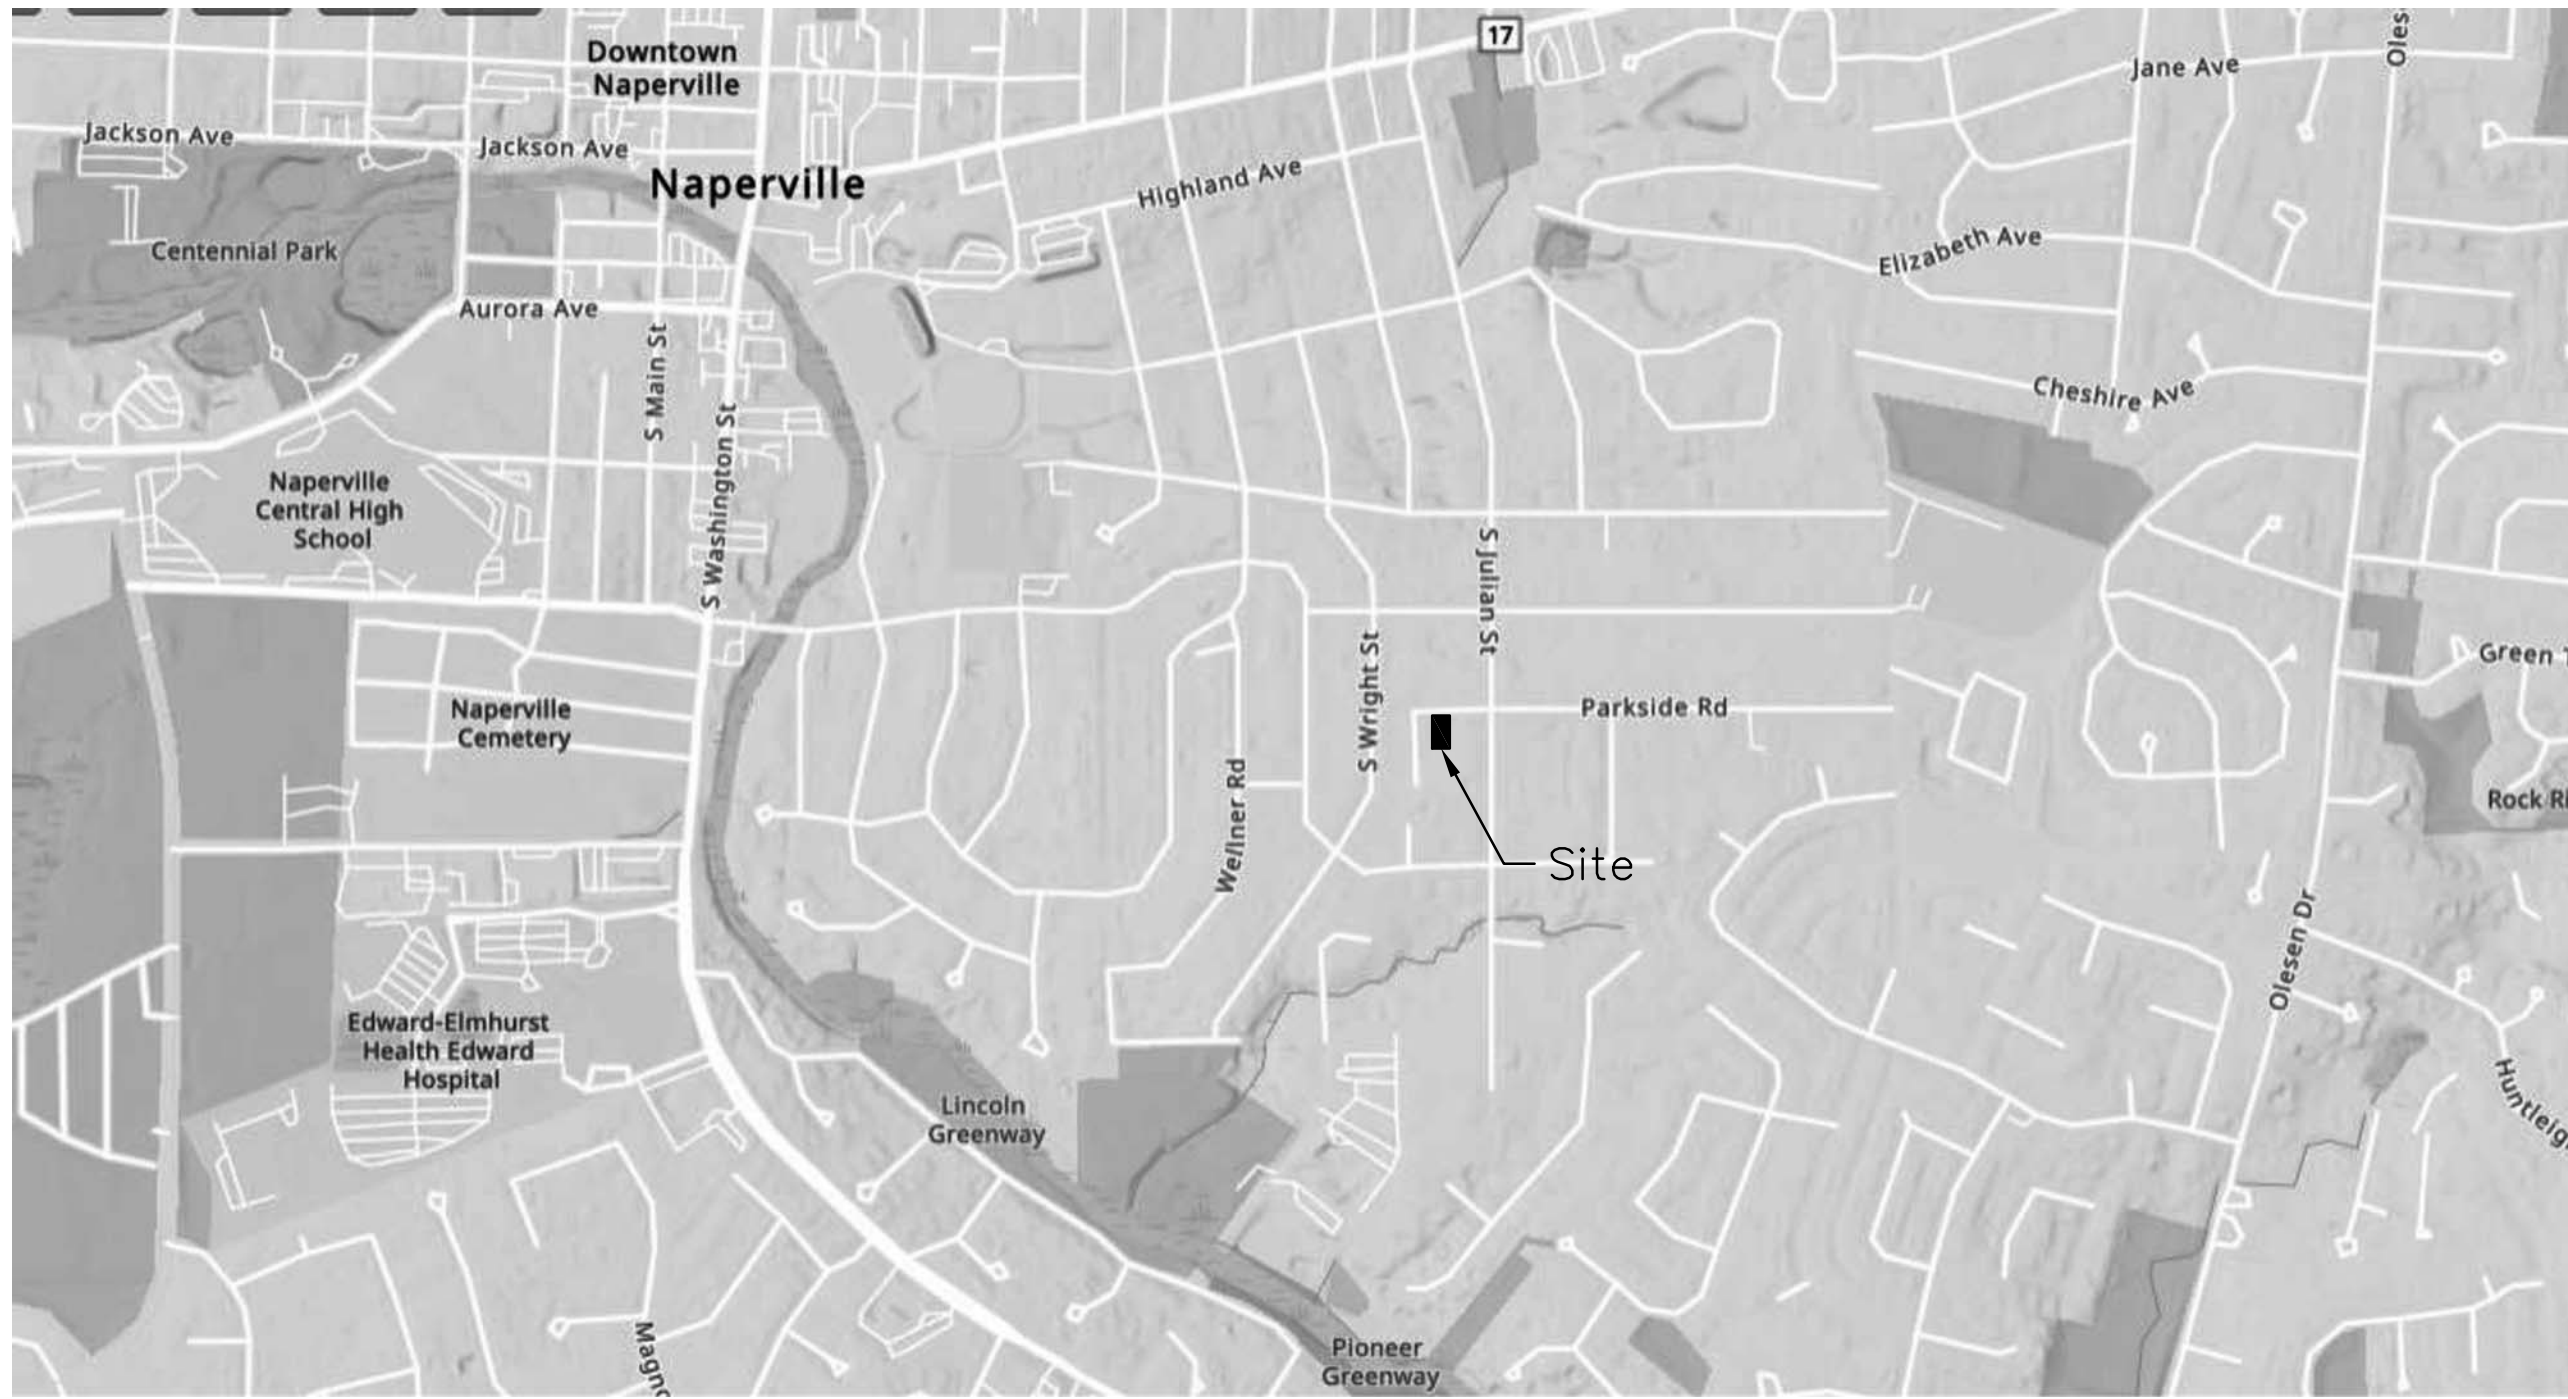 17
Downtown
Naperville
Jane Ave
Jackson Ave
Jackson Ave
Naperville
Highland Ave
Centennial Park
Elizabeth Ave
Aurora Ave
S Main St
Cheshire Ave
S Washington St
Naperville
Central High
School
S Julian St
S Wright St
Green
Naperville
Cemetery
Parkside Rd
Wellner Rd
Rock
Site
Olesen Dr
Edward-Elmhurst
Health Edward
Hospital
Lincoln
Greenway
Pioneer
Greenway